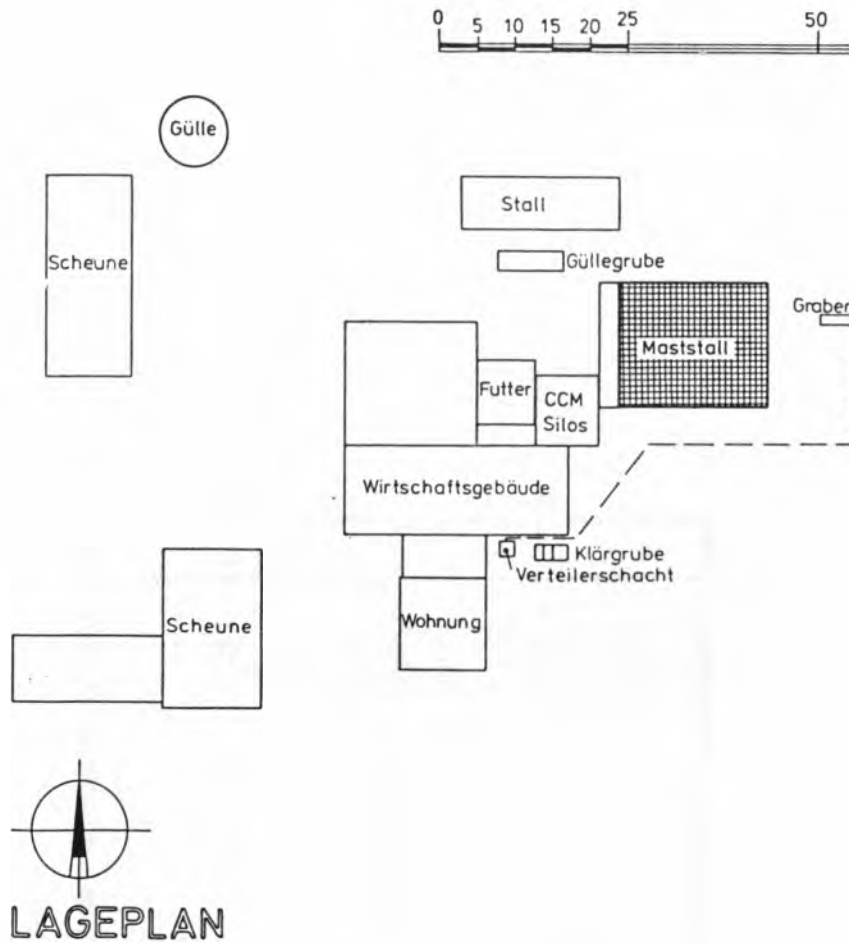 0 5 10 15 20 25 50
Gülle
Stall
Scheune
Güllegrube
Graben
Maststall
Futter
CCM
Silos
Wirtschaftsgebäude
Klärgrube
Verteilerschacht
Scheune
Wohnung
LAGEPLAN